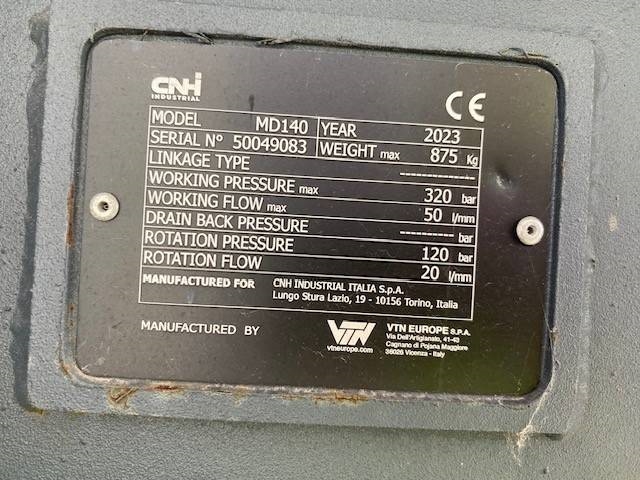 CNH
INDUSTRIAL
CE
MODEL MD140 YEAR 2023
SERIAL N° 50049083 WEIGHT max 875 Kg
LINKAGE TYPE -------------
WORKING PRESSURE max 320 bar
WORKING FLOW max 50 l/mm
DRAIN BACK PRESSURE --------- bar
ROTATION PRESSURE 120 bar
ROTATION FLOW 20 l/mm
MANUFACTURED FOR CNH INDUSTRIAL ITALIA S.p.A.
Lungo Stura Lazio, 19 - 10156 Torino, Italia
MANUFACTURED BY VTN VTN EUROPE S.P.A.
Via Dell'Artigianato, 41-43
Cagnano di Pojana Maggiore
vtneurope.com 36026 Vicenza - Italy